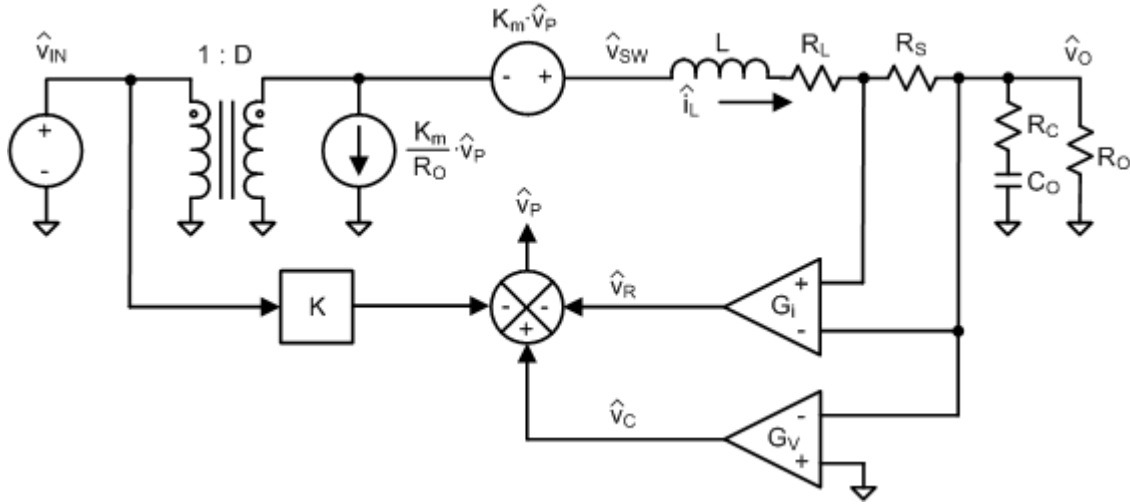 K_m·v̂_P
v̂_IN
1 : D
v̂_SW
L
R_L
R_S
v̂_O
+
-
-
+
î_L
K_m
R_O
·v̂_P
R_C
C_O
R_O
v̂_P
K
-
-
+
v̂_R
G_i
+
-
v̂_C
G_V
-
+